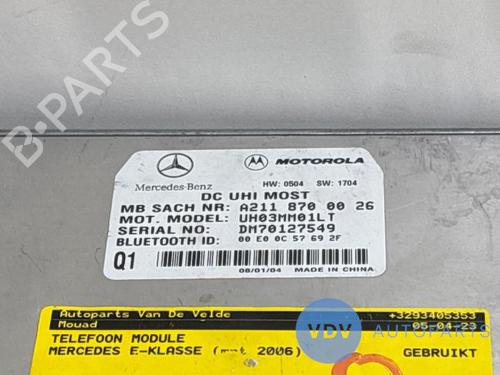 MOTOROLA
Mercedes-Benz HW: 0504 SW: 1704
DC UHI MOST
MB SACH NR: A211 870 00 26
MOT. MODEL: UH03MM01LT
SERIAL NO: DM70127549
BLUETOOTH ID: 00 E0 0C 57 69 2F
Q1
08/01/04 MADE IN CHINA
Autoparts Van De Velde +3293405353
Mouad 05-04-23
VDV AUTOPARTS
TELEFOON MODULE
MERCEDES E-KLASSE (mpt 2006) GEBRUIKT
B-PARTS